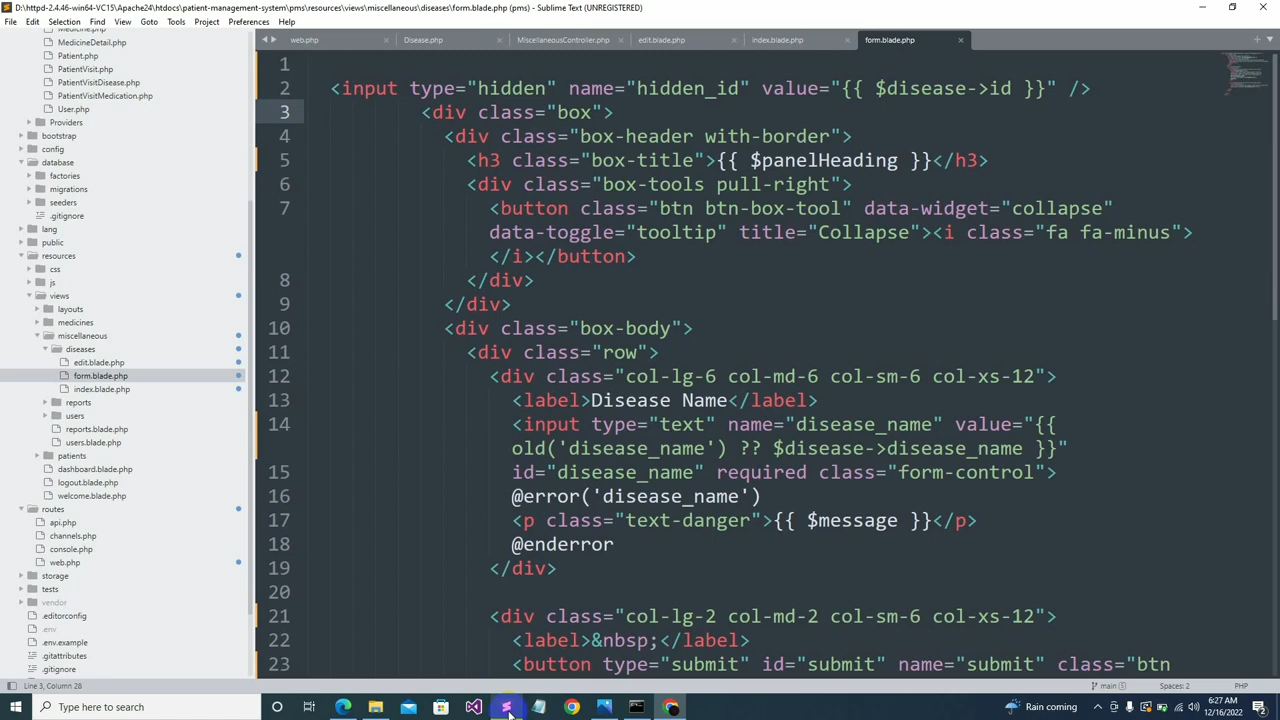 D:\httpd-2.4.46-win64-VC15\Apache24\htdocs\patient-management-system\pms\resources\views\miscellaneous\diseases\form.blade.php (pms) - Sublime Text (UNREGISTERED)
File Edit Selection Find View Goto Tools Project Preferences Help
web.php Disease.php MiscellaneousController.php edit.blade.php index.blade.php form.blade.php
Medicine.php
MedicineDetail.php
Patient.php
PatientVisit.php
PatientVisitDisease.php
PatientVisitMedication.php
User.php
Providers
bootstrap
config
database
factories
migrations
seeders
.gitignore
lang
public
resources
css
js
views
layouts
medicines
miscellaneous
diseases
edit.blade.php
form.blade.php
index.blade.php
reports
users
reports.blade.php
users.blade.php
patients
dashboard.blade.php
logout.blade.php
welcome.blade.php
routes
api.php
channels.php
console.php
web.php
storage
tests
vendor
.editorconfig
.env
.env.example
.gitattributes
.gitignore
1
2 <input type="hidden" name="hidden_id" value="{{ $disease->id }}" />
3 <div class="box">
4 <div class="box-header with-border">
5 <h3 class="box-title">{{ $panelHeading }}</h3>
6 <div class="box-tools pull-right">
7 <button class="btn btn-box-tool" data-widget="collapse"
data-toggle="tooltip" title="Collapse"><i class="fa fa-minus">
</i></button>
8 </div>
9 </div>
10 <div class="box-body">
11 <div class="row">
12 <div class="col-lg-6 col-md-6 col-sm-6 col-xs-12">
13 <label>Disease Name</label>
14 <input type="text" name="disease_name" value="{{
old('disease_name') ?? $disease->disease_name }}"
15 id="disease_name" required class="form-control">
16 @error('disease_name')
17 <p class="text-danger">{{ $message }}</p>
18 @enderror
19 </div>
20
21 <div class="col-lg-2 col-md-2 col-sm-6 col-xs-12">
22 <label>&nbsp;</label>
23 <button type="submit" id="submit" name="submit" class="btn
Line 3, Column 28 main 5 Spaces: 2 PHP
Type here to search Rain coming 6:27 AM
12/16/2022